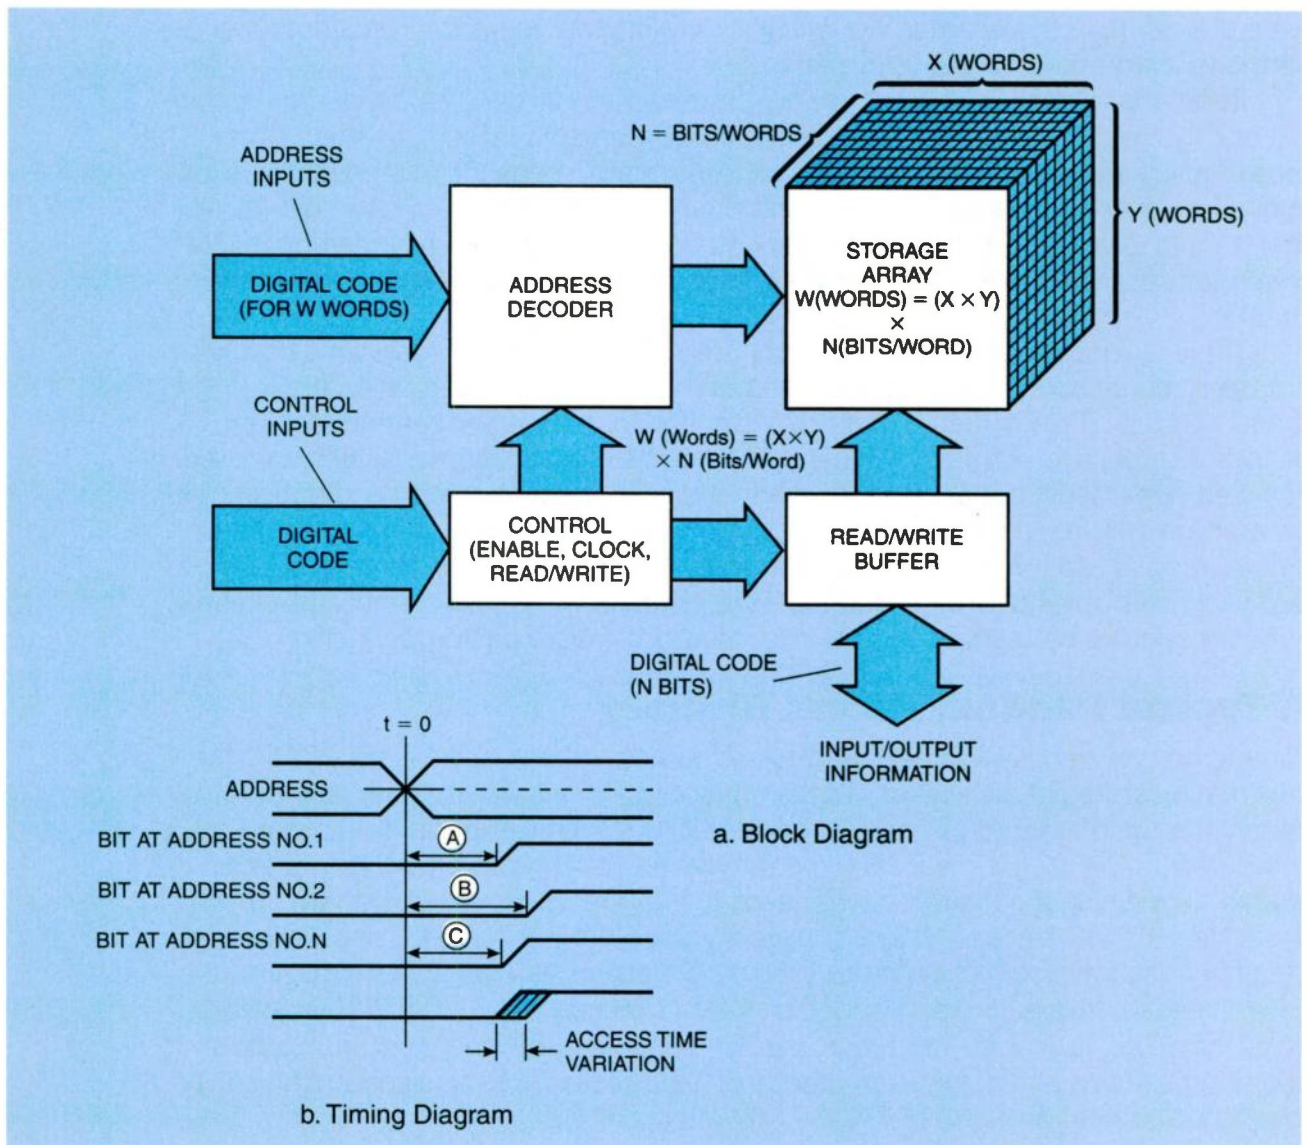 X (WORDS)
N = BITS/WORDS
Y (WORDS)
ADDRESS
INPUTS
DIGITAL CODE
(FOR W WORDS)
ADDRESS
DECODER
STORAGE
ARRAY
W(WORDS) = (X × Y)
×
N(BITS/WORD)
CONTROL
INPUTS
W (Words) = (X×Y)
× N (Bits/Word)
DIGITAL
CODE
CONTROL
(ENABLE, CLOCK,
READ/WRITE)
READ/WRITE
BUFFER
DIGITAL CODE
(N BITS)
INPUT/OUTPUT
INFORMATION
a. Block Diagram
t = 0
ADDRESS
BIT AT ADDRESS NO.1
A
BIT AT ADDRESS NO.2
B
BIT AT ADDRESS NO.N
C
ACCESS TIME
VARIATION
b. Timing Diagram